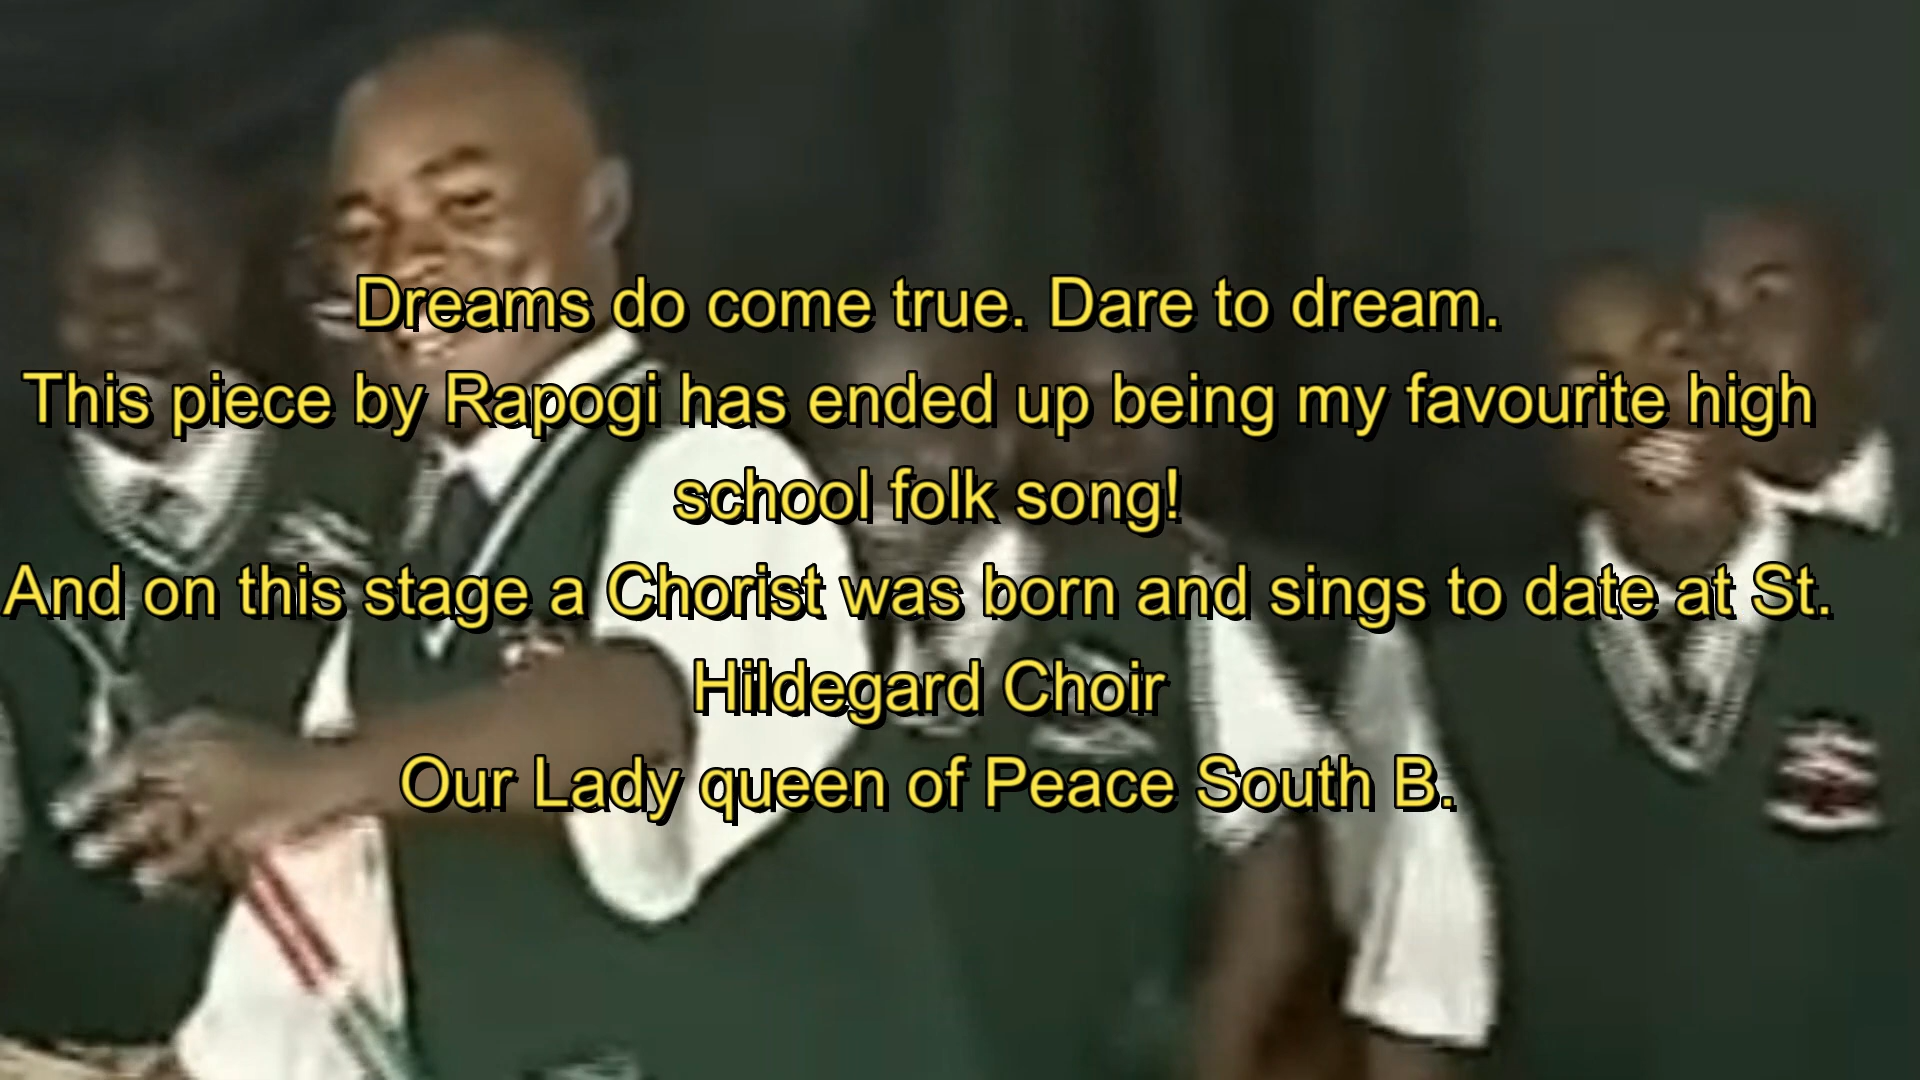 Dreams do come true. Dare to dream.
This piece by Rapogi has ended up being my favourite high
school folk song!
And on this stage a Chorist was born and sings to date at St.
Hildegard Choir
Our Lady queen of Peace South B.